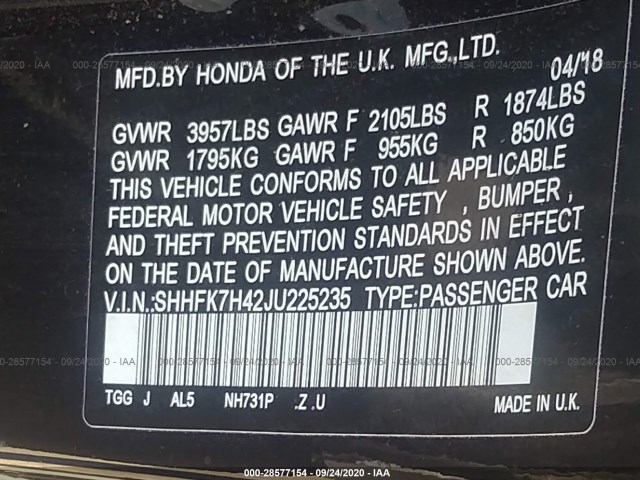 MFD.BY HONDA OF THE U.K. MFG.,LTD. 04/18
GVWR 3957LBS GAWR F 2105LBS R 1874LBS
GVWR 1795KG GAWR F 955KG R 850KG
THIS VEHICLE CONFORMS TO ALL APPLICABLE
FEDERAL MOTOR VEHICLE SAFETY , BUMPER ,
AND THEFT PREVENTION STANDARDS IN EFFECT
ON THE DATE OF MANUFACTURE SHOWN ABOVE.
V.I.N.:SHHFK7H42JU225235 TYPE:PASSENGER CAR
TGG J AL5 NH731P .Z .U MADE IN U.K.
000-28577154 - 09/24/2020 - IAA